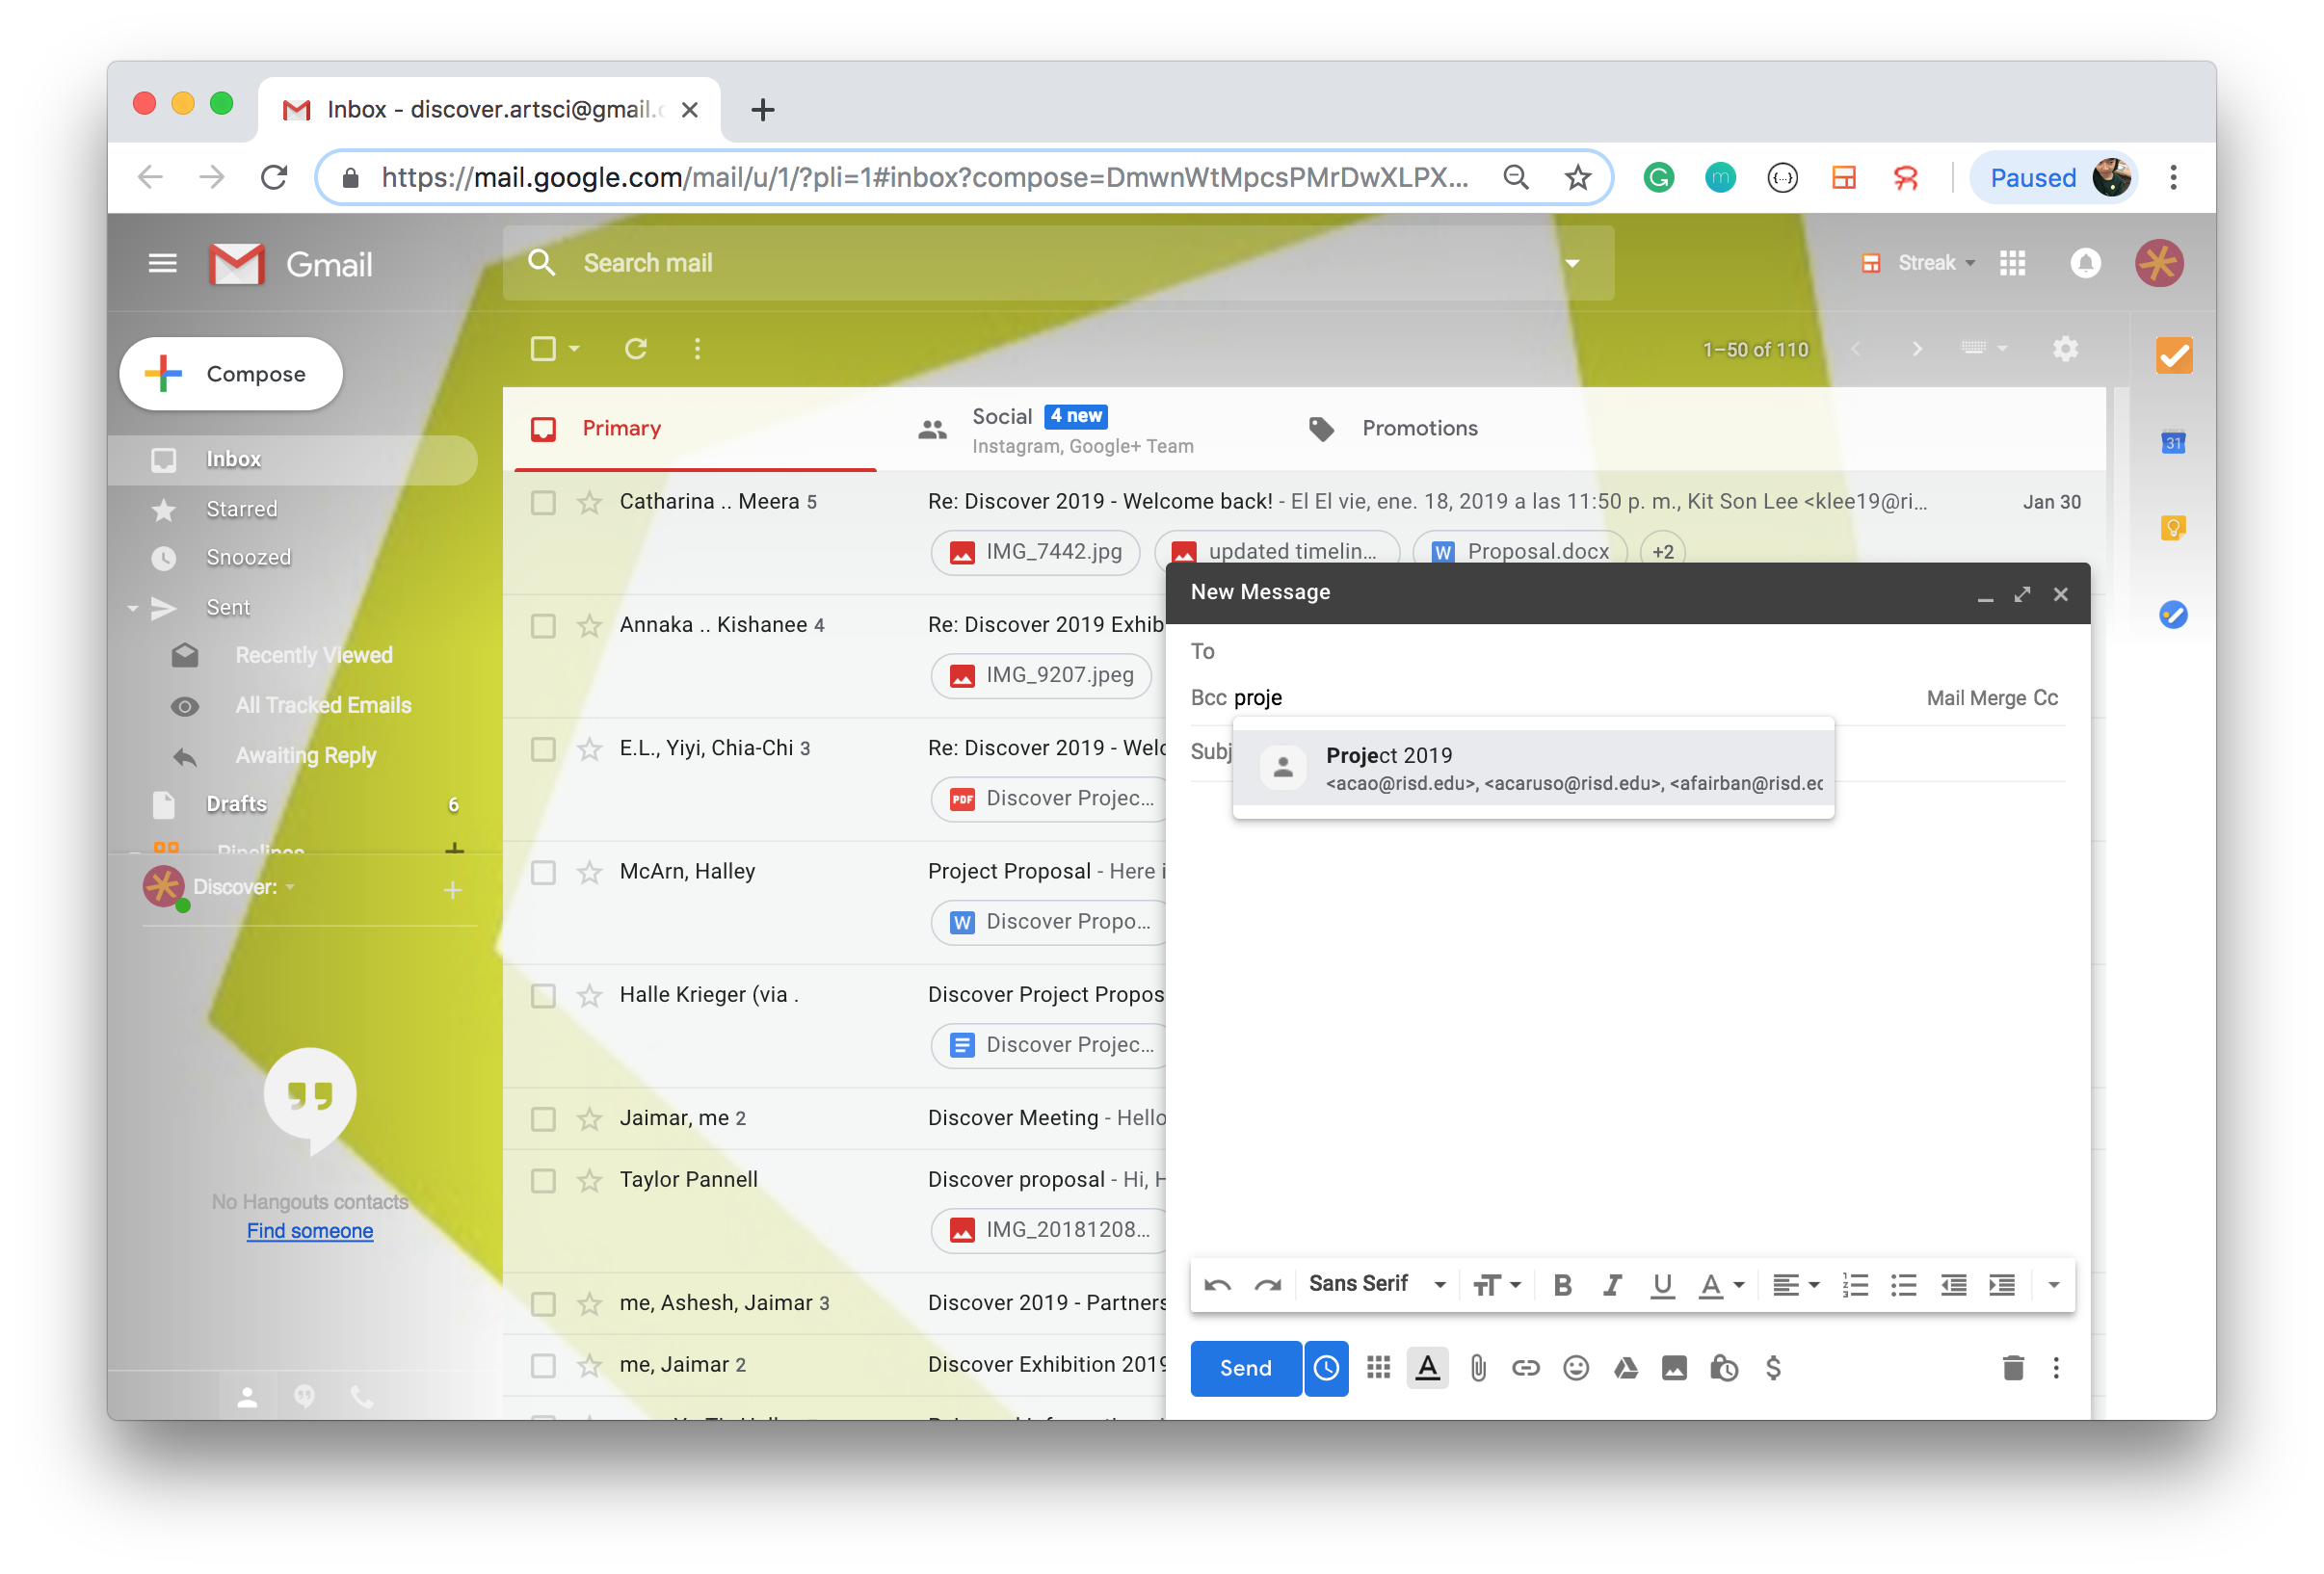 Inbox - discover.artsci@gmail.c
https://mail.google.com/mail/u/1/?pli=1#inbox?compose=DmwnWtMpcsPMrDwXLPX...
Paused
Gmail
Search mail
Streak
Compose
1–50 of 110
Inbox
Starred
Snoozed
Sent
Recently Viewed
All Tracked Emails
Awaiting Reply
Drafts 6
Pipelines
Discover:
No Hangouts contacts
Find someone
Primary
Social 4 new
Instagram, Google+ Team
Promotions
31
Catharina .. Meera 5 Re: Discover 2019 - Welcome back! - El El vie, ene. 18, 2019 a las 11:50 p. m., Kit Son Lee <klee19@ri... Jan 30
IMG_7442.jpg updated timelin... W Proposal.docx +2
Annaka .. Kishanee 4 Re: Discover 2019 Exhib
IMG_9207.jpeg
E.L., Yiyi, Chia-Chi 3 Re: Discover 2019 - Welc
PDF Discover Projec...
McArn, Halley Project Proposal - Here i
W Discover Propo...
Halle Krieger (via . Discover Project Propos
Discover Projec...
Jaimar, me 2 Discover Meeting - Hello
Taylor Pannell Discover proposal - Hi, H
IMG_20181208...
me, Ashesh, Jaimar 3 Discover 2019 - Partners
me, Jaimar 2 Discover Exhibition 2019
New Message
To
Bcc proje Mail Merge Cc
Subj
Project 2019
<acao@risd.edu>, <acaruso@risd.edu>, <afairban@risd.ec
Sans Serif
Send